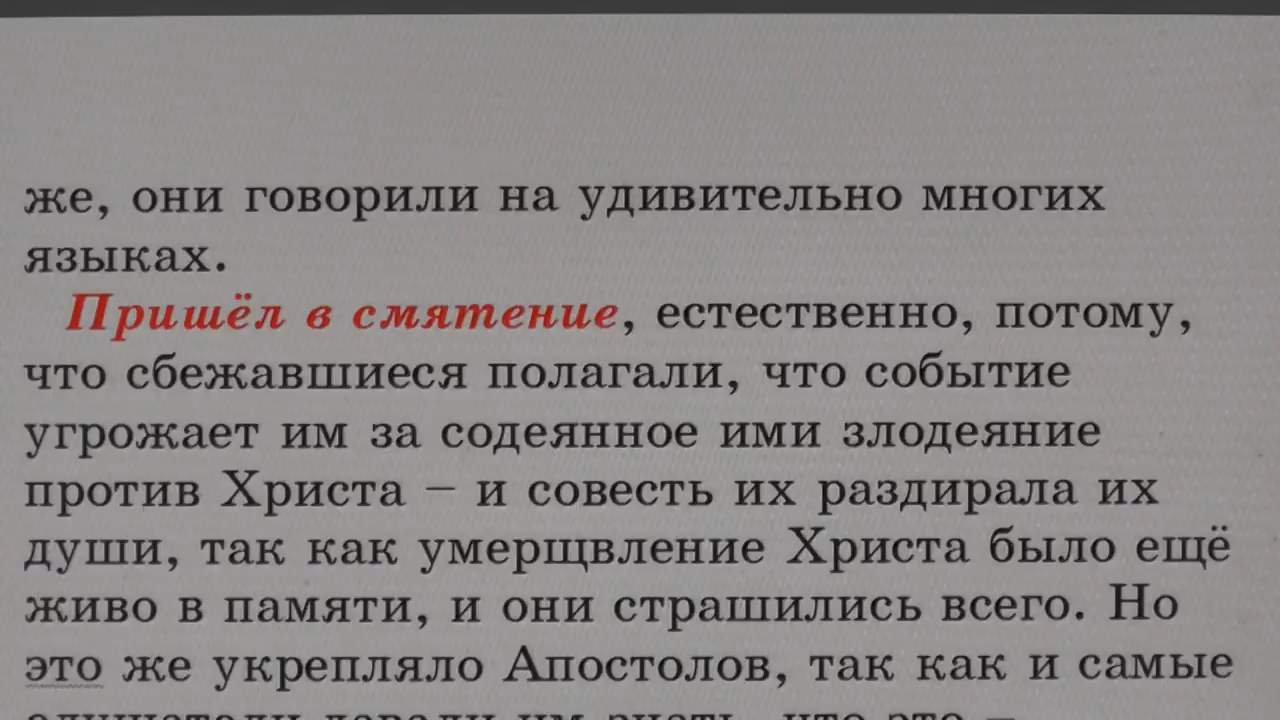 же, они говорили на удивительно многих
языках.
Пришёл в смятение, естественно, потому,
что сбежавшиеся полагали, что событие
угрожает им за содеянное ими злодеяние
против Христа – и совесть их раздирала их
души, так как умерщвление Христа было ещё
живо в памяти, и они страшились всего. Но
это же укрепляло Апостолов, так как и самые